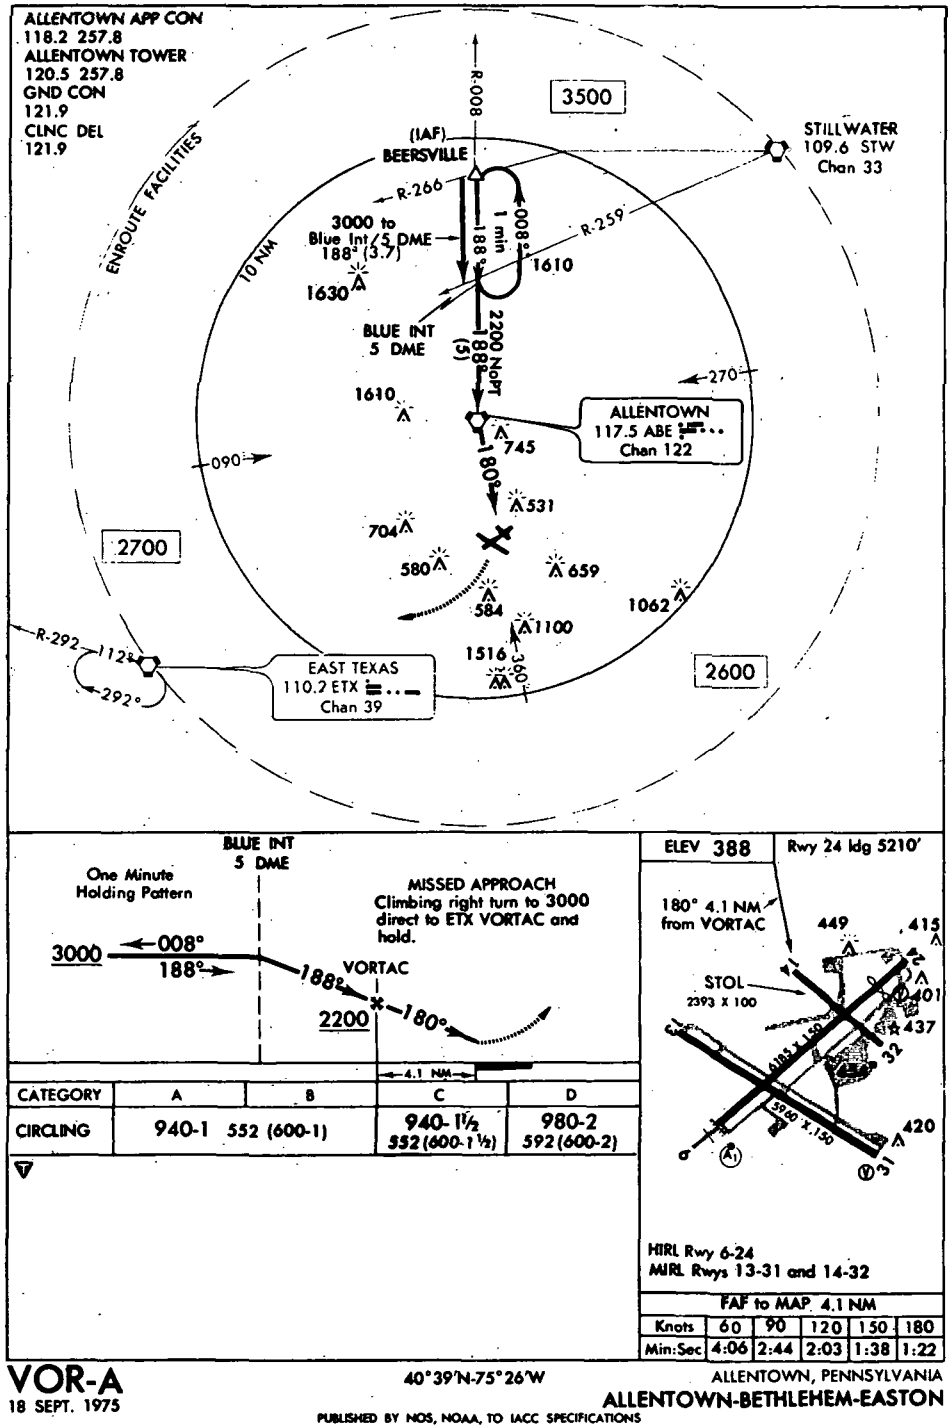 ALLENTOWN APP CON
118.2 257.8
ALLENTOWN TOWER
120.5 257.8
GND CON
121.9
CLNC DEL
121.9
ENROUTE FACILITIES
10 NM
R-008
3500
(IAF)
BEERSVILLE
STILLWATER
109.6 STW
Chan 33
R-266
R-259
3000 to
Blue Int/5 DME
188° (3.7)
188°
1 min
008°
1610
1630
BLUE INT
5 DME
2200 NoPT
188°
(5)
270
1610
ALLENTOWN
117.5 ABE
Chan 122
745
180°
090
531
704
2700
580
659
584
1062
1100
1516
360
R-292
112°
292°
EAST TEXAS
110.2 ETX
Chan 39
2600
BLUE INT
5 DME
One Minute
Holding Pattern
MISSED APPROACH
Climbing right turn to 3000
direct to ETX VORTAC and
hold.
3000
008°
188°
188°
VORTAC
2200
180°
4.1 NM
CATEGORY A B C D
CIRCLING 940-1 552 (600-1) 940-1½ 552 (600-1½) 980-2 592 (600-2)
T
ELEV 388 Rwy 24 ldg 5210'
180° 4.1 NM
from VORTAC
449
415
14
24
STOL
2393 X 100
401
437
13
6185 X 150
32
5960 X 150
420
6
A1
V
31
HIRL Rwy 6-24
MIRL Rwys 13-31 and 14-32
FAF to MAP 4.1 NM
Knots 60 90 120 150 180
Min:Sec 4:06 2:44 2:03 1:38 1:22
VOR-A
18 SEPT. 1975
40°39'N-75°26'W
ALLENTOWN, PENNSYLVANIA
ALLENTOWN-BETHLEHEM-EASTON
PUBLISHED BY NOS, NOAA, TO IACC SPECIFICATIONS